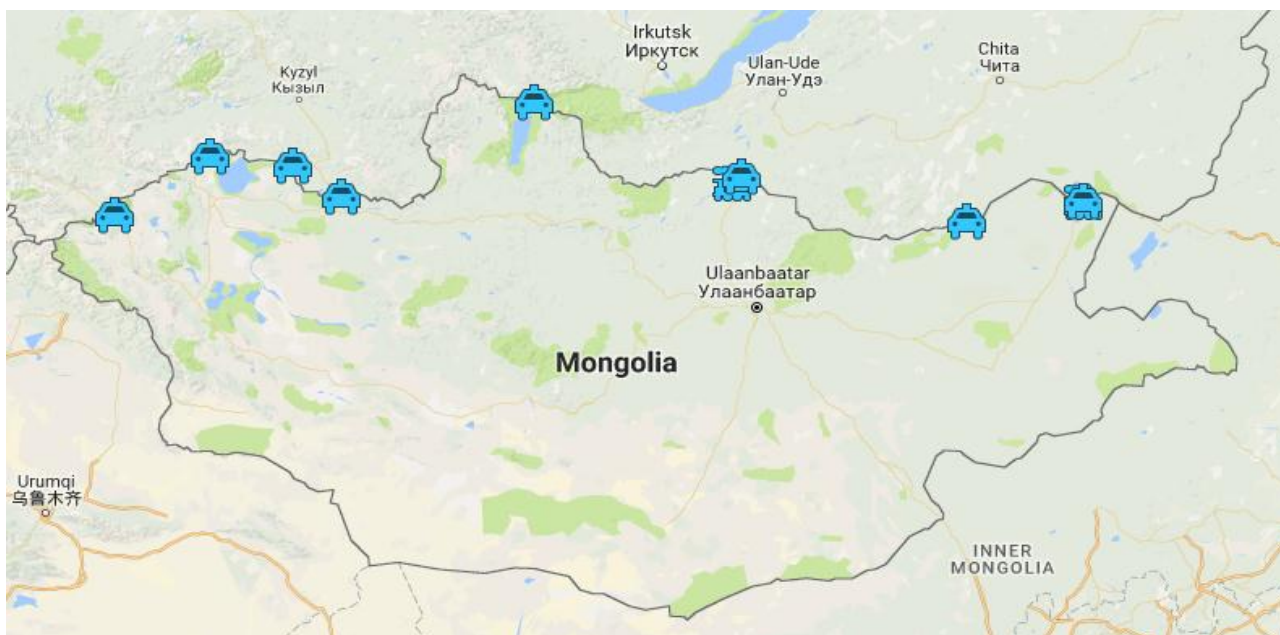 Irkutsk
Иркутск
Chita
Чита
Ulan-Ude
Улан-Удэ
Kyzyl
Кызыл
Ulaanbaatar
Улаанбаатар
Mongolia
Urumqi
乌鲁木齐
INNER
MONGOLIA